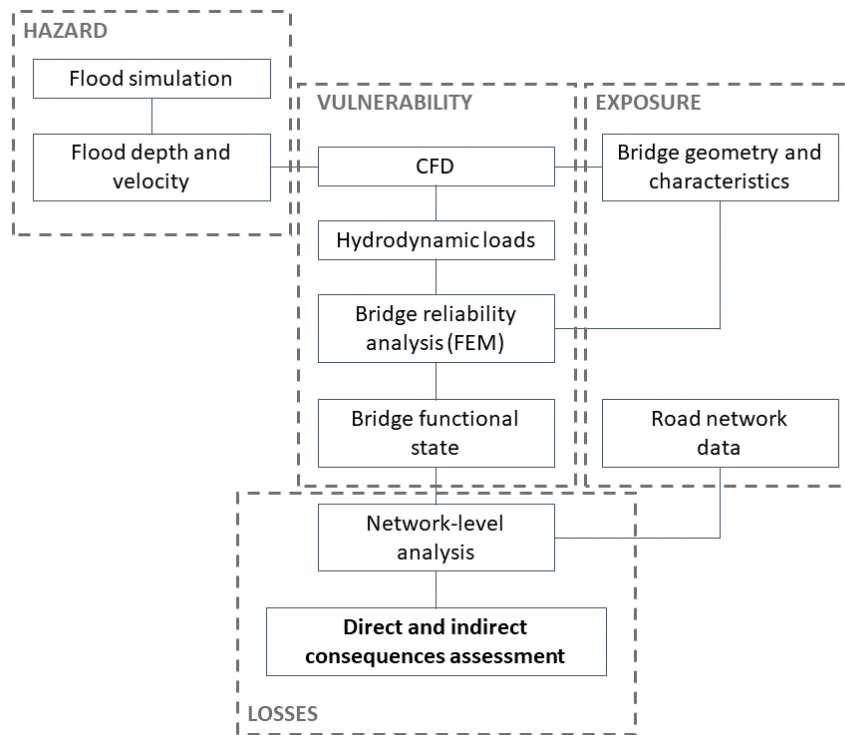 HAZARD
Flood simulation
Flood depth and
velocity
VULNERABILITY
CFD
Hydrodynamic loads
Bridge reliability
analysis (FEM)
Bridge functional
state
EXPOSURE
Bridge geometry and
characteristics
Road network
data
Network-level
analysis
Direct and indirect
consequences assessment
LOSSES